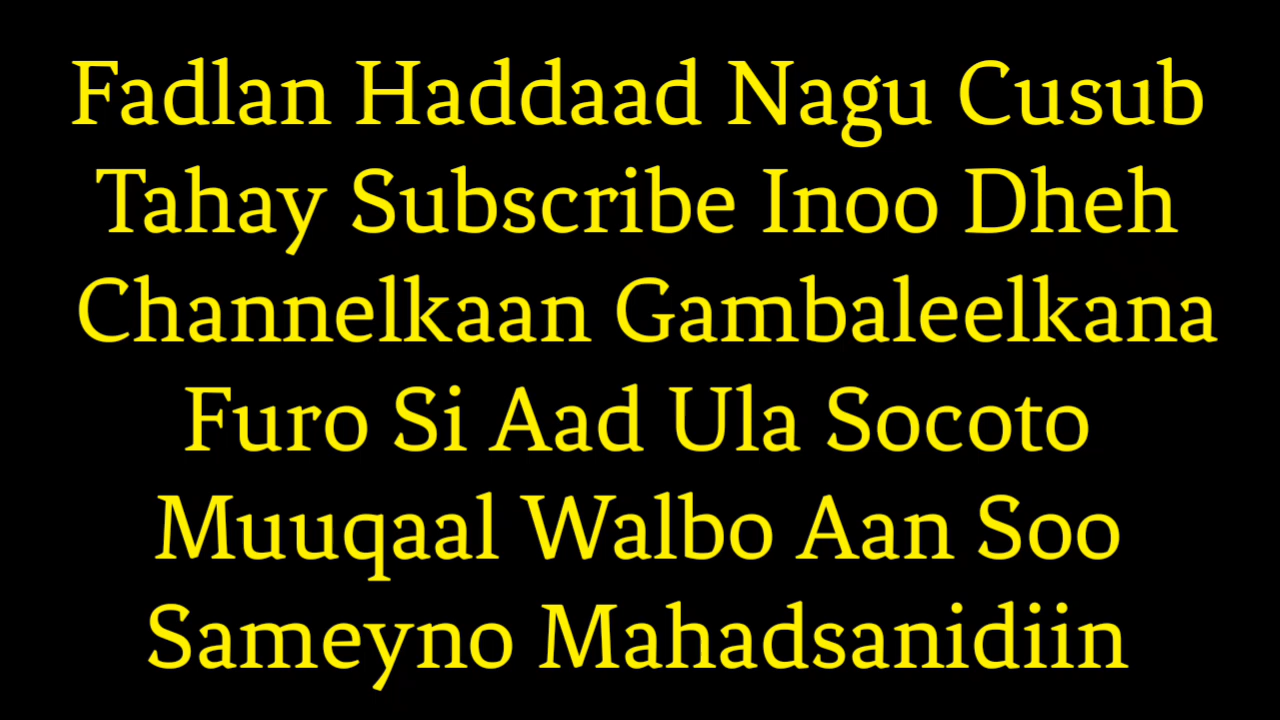 Fadlan Haddaad Nagu Cusub
Tahay Subscribe Inoo Dheh
Channelkaan Gambaleelkana
Furo Si Aad Ula Socoto
Muuqaal Walbo Aan Soo
Sameyno Mahadsanidiin